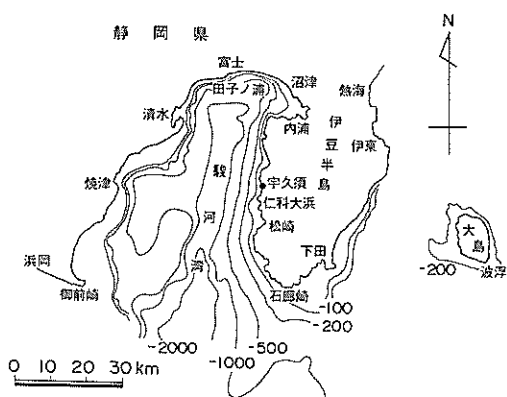 静岡県
N
富士
田子ノ浦
沼津
熱海
清水
内浦
伊豆半島
伊東
焼津
駿河湾
宇久須
仁科大浜
松崎
大島
浜岡
下田
-200
波浮
御前崎
石廊崎
-100
-200
-500
-1000
-2000
0 10 20 30km